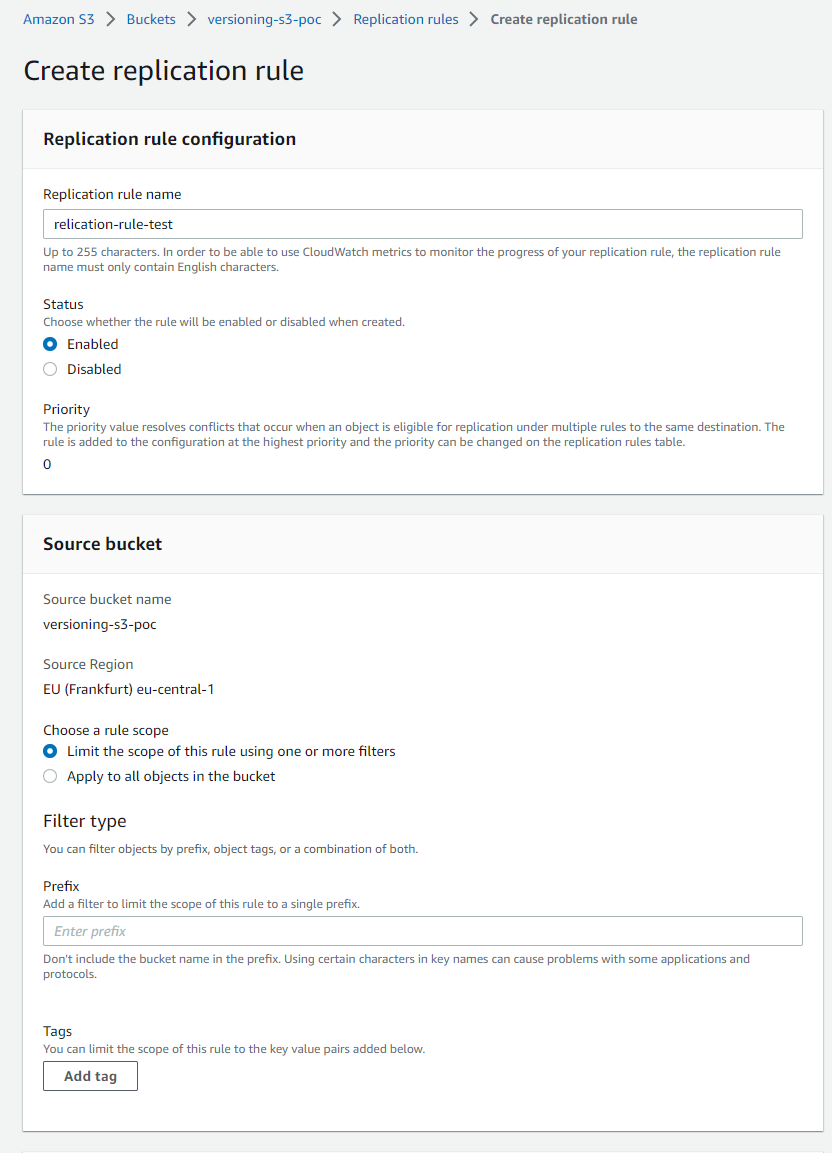 Amazon S3 > Buckets > versioning-s3-poc > Replication rules > Create replication rule
Create replication rule
Replication rule configuration
Replication rule name
relication-rule-test
Up to 255 characters. In order to be able to use CloudWatch metrics to monitor the progress of your replication rule, the replication rule
name must only contain English characters.
Status
Choose whether the rule will be enabled or disabled when created.
Enabled
Disabled
Priority
The priority value resolves conflicts that occur when an object is eligible for replication under multiple rules to the same destination. The
rule is added to the configuration at the highest priority and the priority can be changed on the replication rules table.
0
Source bucket
Source bucket name
versioning-s3-poc
Source Region
EU (Frankfurt) eu-central-1
Choose a rule scope
Limit the scope of this rule using one or more filters
Apply to all objects in the bucket
Filter type
You can filter objects by prefix, object tags, or a combination of both.
Prefix
Add a filter to limit the scope of this rule to a single prefix.
Enter prefix
Don't include the bucket name in the prefix. Using certain characters in key names can cause problems with some applications and
protocols.
Tags
You can limit the scope of this rule to the key value pairs added below.
Add tag